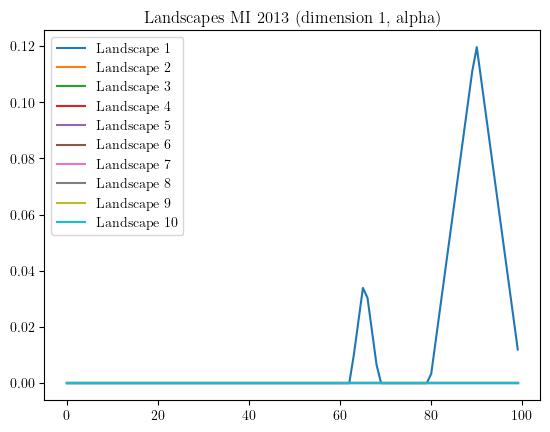 Landscapes MI 2013 (dimension 1, alpha)
0.12
0.10
0.08
0.06
0.04
0.02
0.00
Landscape 1
Landscape 2
Landscape 3
Landscape 4
Landscape 5
Landscape 6
Landscape 7
Landscape 8
Landscape 9
Landscape 10
0 20 40 60 80 100